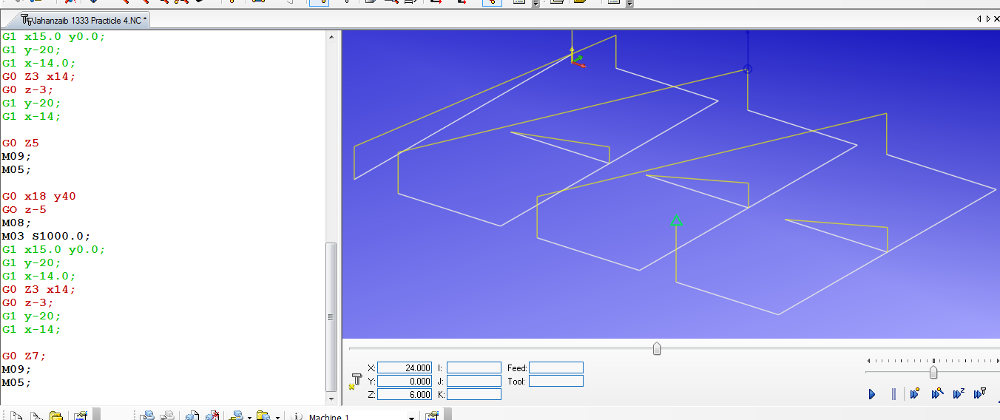 Jahanzaib 1333 Practicle 4.NC *
G1 x15.0 y0.0;
G1 y-20;
G1 x-14.0;
G0 Z3 x14;
G0 z-3;
G1 y-20;
G1 x-14;
G0 Z5
M09;
M05;
G0 x18 y40
GO z-5
M08;
M03 S1000.0;
G1 x15.0 y0.0;
G1 y-20;
G1 x-14.0;
G0 Z3 x14;
G0 z-3;
G1 y-20;
G1 x-14;
G0 Z7;
M09;
M05;
X: 24.000 I: Feed:
Y: 0.000 J: Tool:
Z: 6.000 K:
Machine 1